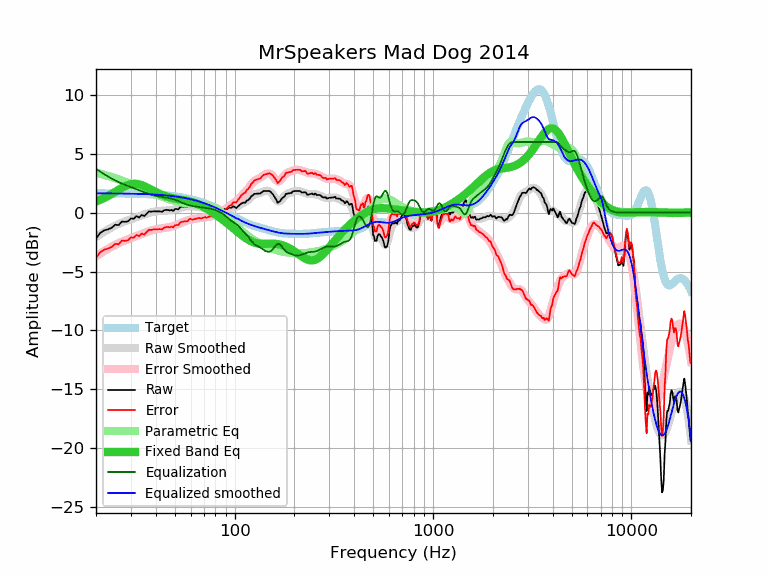 MrSpeakers Mad Dog 2014
Amplitude (dBr)
10
5
0
−5
−10
−15
−20
−25
Target
Raw Smoothed
Error Smoothed
Raw
Error
Parametric Eq
Fixed Band Eq
Equalization
Equalized smoothed
100
1000
10000
Frequency (Hz)